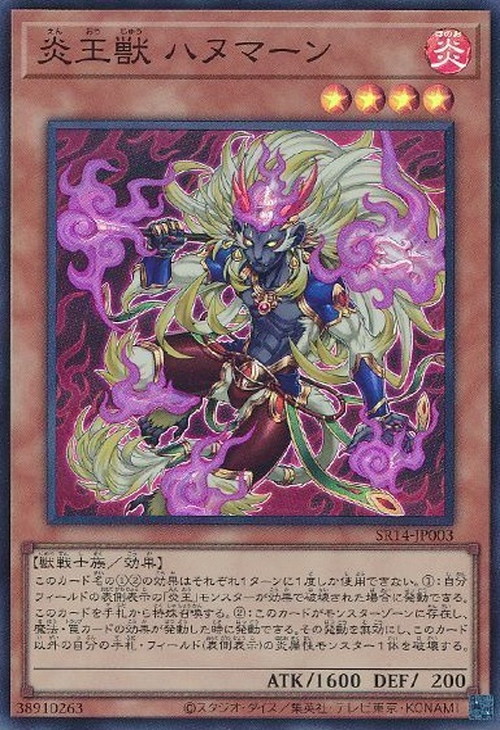 炎王獣 ハヌマーン
炎
SR14-JP003
【獣戦士族/効果】
このカード名の①②の効果はそれぞれ1ターンに1度しか使用できない。①:自分
フィールドの表側表示の「炎王」モンスターが効果で破壊された場合に発動できる。
このカードを手札から特殊召喚する。②:このカードがモンスターゾーンに存在し、
魔法・罠カードの効果が発動した時に発動できる。その発動を無効にし、このカード
以外の自分の手札・フィールド(表側表示)の炎属性モンスター1体を破壊する。
ATK/1600 DEF/ 200
38910263
©スタジオ・ダイス/集英社・テレビ東京・KONAMI